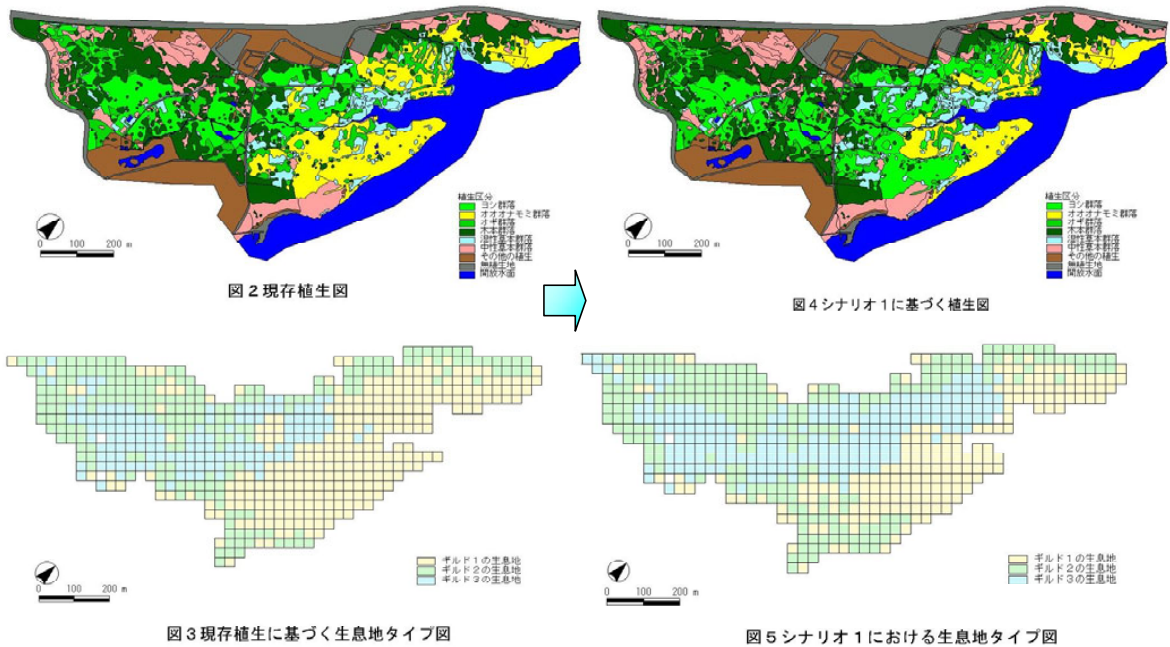 植生区分
ヨシ群落
オオオナモミ群落
オギ群落
木本群落
湿性草本群落
中性草本群落
その他の植生
無植生地
開放水面
0 100 200 m
図2現存植生図
植生区分
ヨシ群落
オオオナモミ群落
オギ群落
木本群落
湿性草本群落
中性草本群落
その他の植生
無植生地
開放水面
0 100 200 m
図4シナリオ1に基づく植生図
ギルド1の生息地
ギルド2の生息地
ギルド3の生息地
0 100 200 m
図3現存植生に基づく生息地タイプ図
ギルド1の生息地
ギルド2の生息地
ギルド3の生息地
0 100 200 m
図5シナリオ1における生息地タイプ図